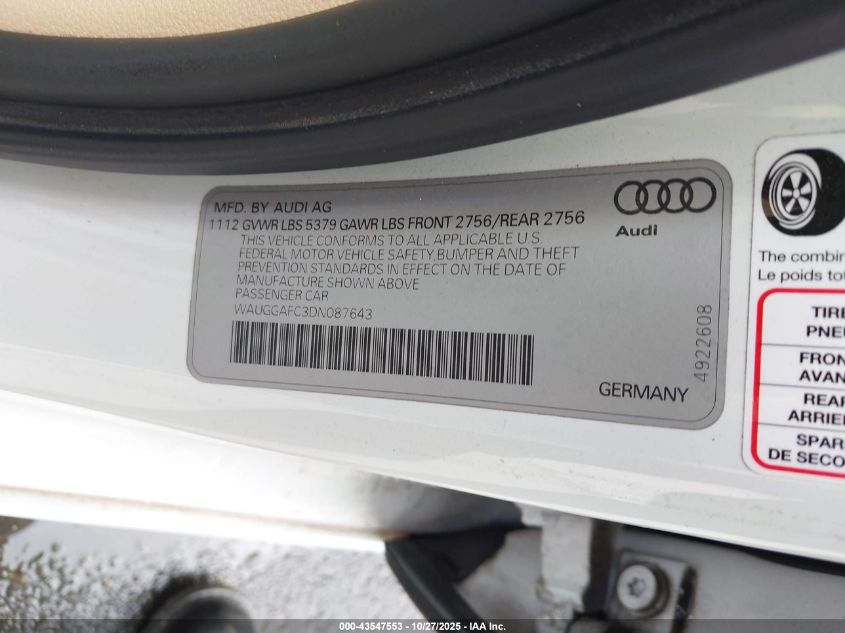 MFD. BY AUDI AG
1112 GVWR LBS 5379 GAWR LBS FRONT 2756/REAR 2756
THIS VEHICLE CONFORMS TO ALL APPLICABLE U.S.
FEDERAL MOTOR VEHICLE SAFETY,BUMPER AND THEFT
PREVENTION STANDARDS IN EFFECT ON THE DATE OF
MANUFACTURE SHOWN ABOVE
PASSENGER CAR
WAUGGAFC3DN087643
Audi
4922608
GERMANY
The combine
Le poids tot
TIRE
PNEU
FRON
AVAN
REAR
ARRIER
SPAR
DE SECO
000-43547553 - 10/27/2025 - IAA Inc.